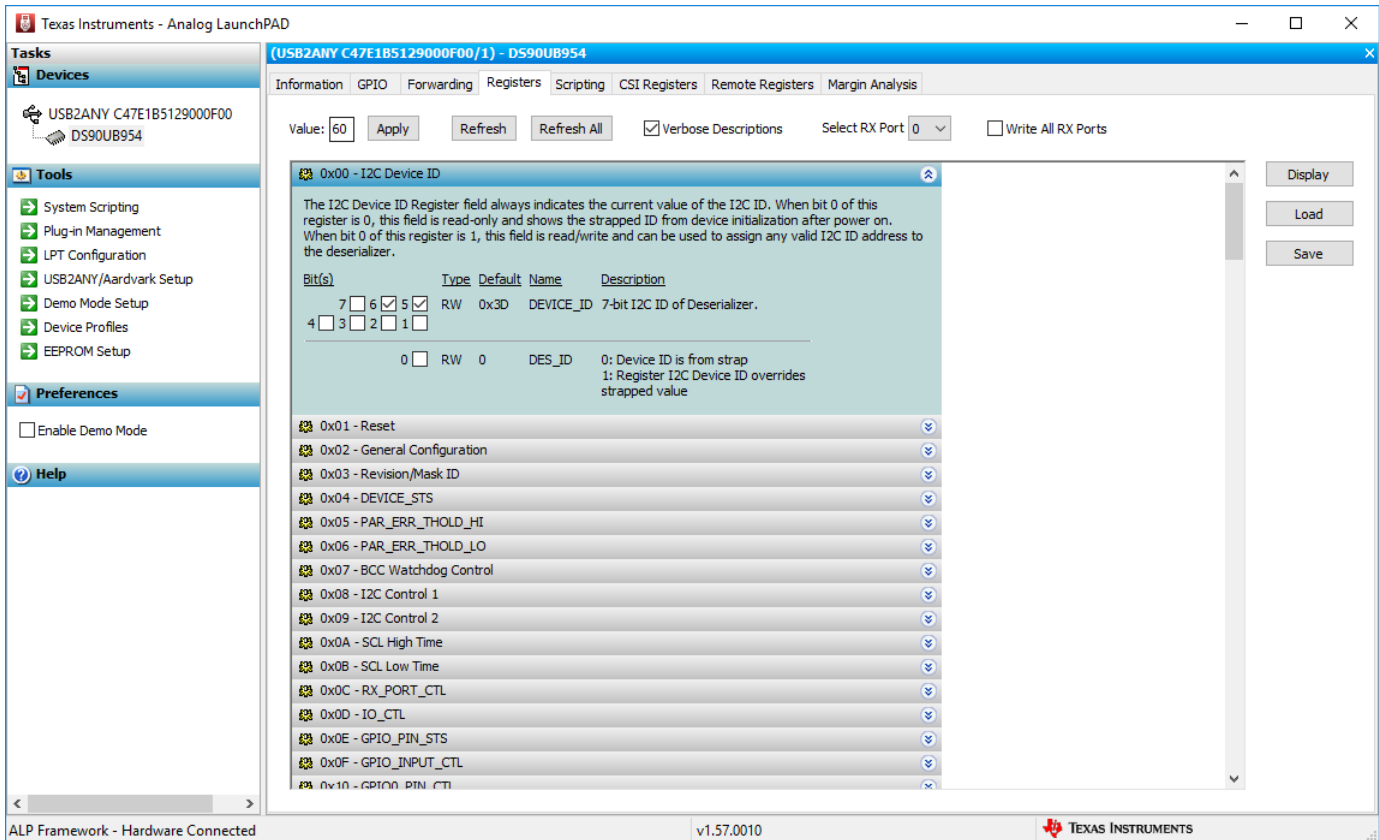 Texas Instruments - Analog LaunchPAD
Tasks
Devices
USB2ANY C47E1B5129000F00
DS90UB954
Tools
System Scripting
Plug-in Management
LPT Configuration
USB2ANY/Aardvark Setup
Demo Mode Setup
Device Profiles
EEPROM Setup
Preferences
Enable Demo Mode
Help
(USB2ANY C47E1B5129000F00/1) - DS90UB954
Information GPIO Forwarding Registers Scripting CSI Registers Remote Registers Margin Analysis
Value: 60 Apply Refresh Refresh All Verbose Descriptions Select RX Port 0 Write All RX Ports
0x00 - I2C Device ID
The I2C Device ID Register field always indicates the current value of the I2C ID. When bit 0 of this
register is 0, this field is read-only and shows the strapped ID from device initialization after power on.
When bit 0 of this register is 1, this field is read/write and can be used to assign any valid I2C ID address to
the deserializer.
Bit(s) Type Default Name Description
7 6 5 RW 0x3D DEVICE_ID 7-bit I2C ID of Deserializer.
4 3 2 1
0 RW 0 DES_ID 0: Device ID is from strap
1: Register I2C Device ID overrides
strapped value
0x01 - Reset
0x02 - General Configuration
0x03 - Revision/Mask ID
0x04 - DEVICE_STS
0x05 - PAR_ERR_THOLD_HI
0x06 - PAR_ERR_THOLD_LO
0x07 - BCC Watchdog Control
0x08 - I2C Control 1
0x09 - I2C Control 2
0x0A - SCL High Time
0x0B - SCL Low Time
0x0C - RX_PORT_CTL
0x0D - IO_CTL
0x0E - GPIO_PIN_STS
0x0F - GPIO_INPUT_CTL
0x10 - GPIO0_PIN_CTL
Display
Load
Save
ALP Framework - Hardware Connected v1.57.0010 TEXAS INSTRUMENTS